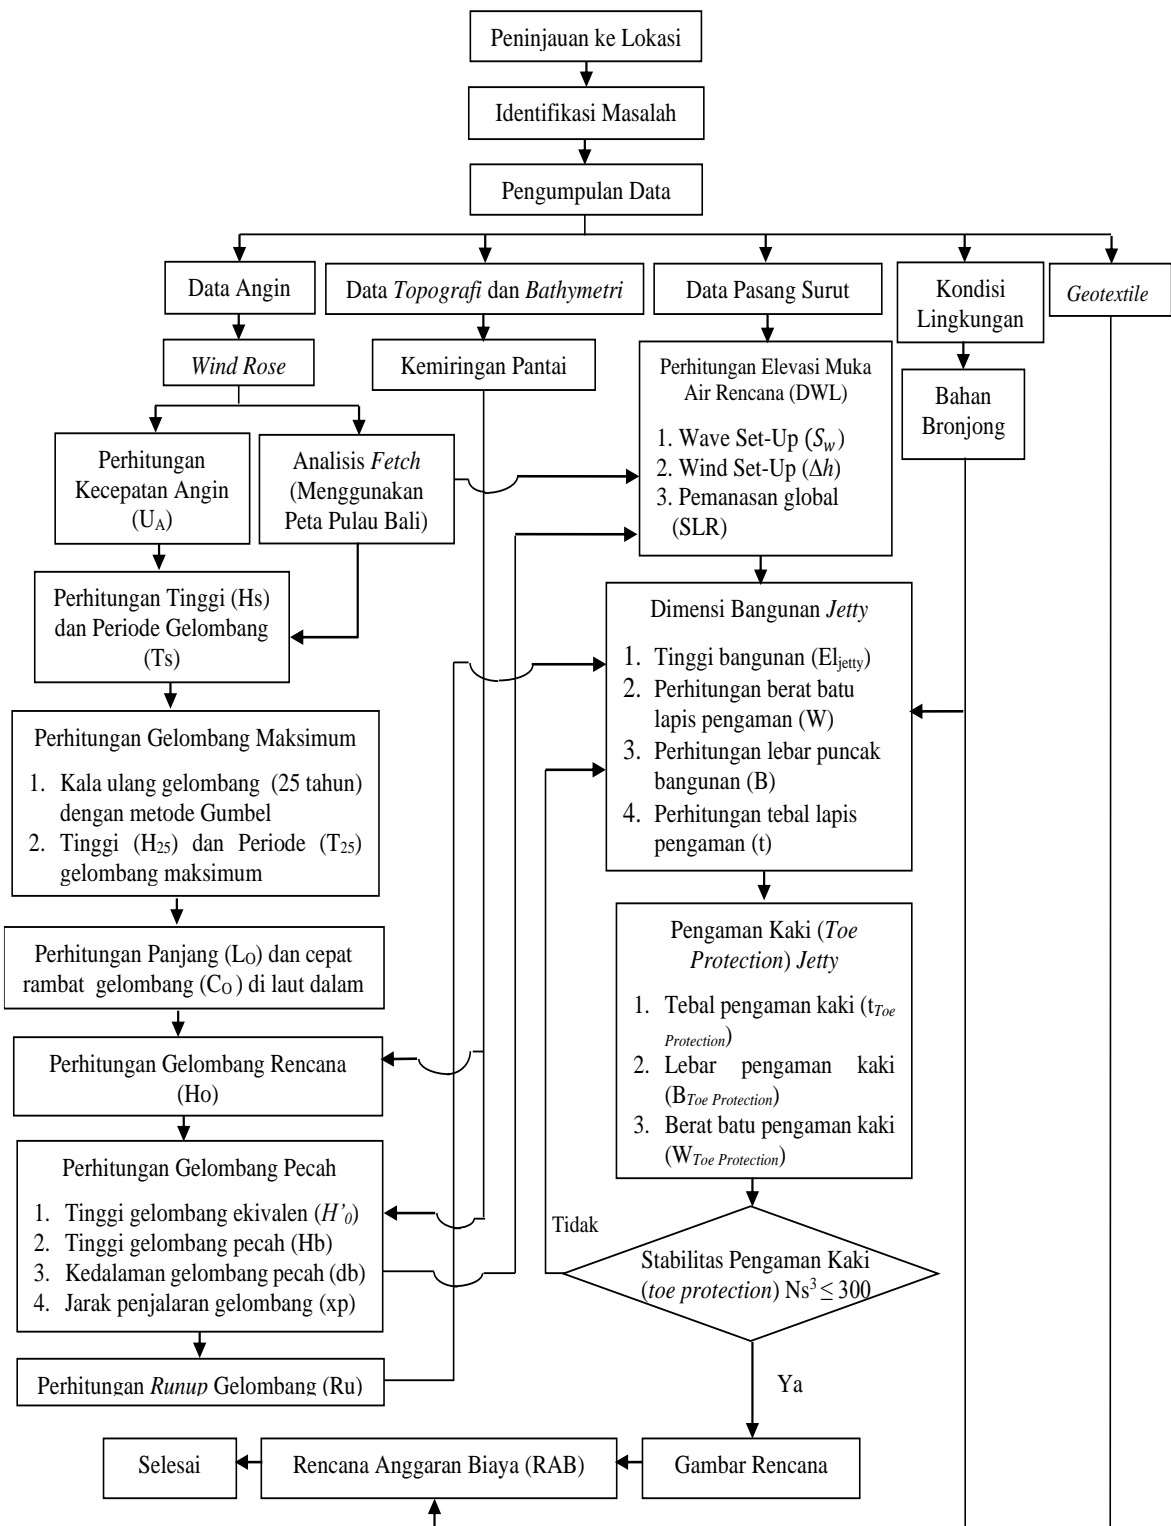 Peninjauan ke Lokasi
Identifikasi Masalah
Pengumpulan Data
Data Angin
Data Topografi dan Bathymetri
Data Pasang Surut
Kondisi
Lingkungan
Geotextile
Wind Rose
Kemiringan Pantai
Perhitungan Elevasi Muka
Air Rencana (DWL)
1. Wave Set-Up (Sw)
2. Wind Set-Up (Δh)
3. Pemanasan global
(SLR)
Bahan
Bronjong
Perhitungan
Kecepatan Angin
(UA)
Analisis Fetch
(Menggunakan
Peta Pulau Bali)
Perhitungan Tinggi (Hs)
dan Periode Gelombang
(Ts)
Dimensi Bangunan Jetty
1. Tinggi bangunan (Eljetty)
2. Perhitungan berat batu
lapis pengaman (W)
3. Perhitungan lebar puncak
bangunan (B)
4. Perhitungan tebal lapis
pengaman (t)
Perhitungan Gelombang Maksimum
1. Kala ulang gelombang (25 tahun)
dengan metode Gumbel
2. Tinggi (H25) dan Periode (T25)
gelombang maksimum
Perhitungan Panjang (LO) dan cepat
rambat gelombang (CO) di laut dalam
Pengaman Kaki (Toe
Protection) Jetty
1. Tebal pengaman kaki (tToe
Protection)
2. Lebar pengaman kaki
(BToe Protection)
3. Berat batu pengaman kaki
(WToe Protection)
Perhitungan Gelombang Rencana
(Ho)
Perhitungan Gelombang Pecah
1. Tinggi gelombang ekivalen (H'0)
2. Tinggi gelombang pecah (Hb)
3. Kedalaman gelombang pecah (db)
4. Jarak penjalaran gelombang (xp)
Tidak
Stabilitas Pengaman Kaki
(toe protection) Ns³ ≤ 300
Perhitungan Runup Gelombang (Ru)
Ya
Selesai
Rencana Anggaran Biaya (RAB)
Gambar Rencana